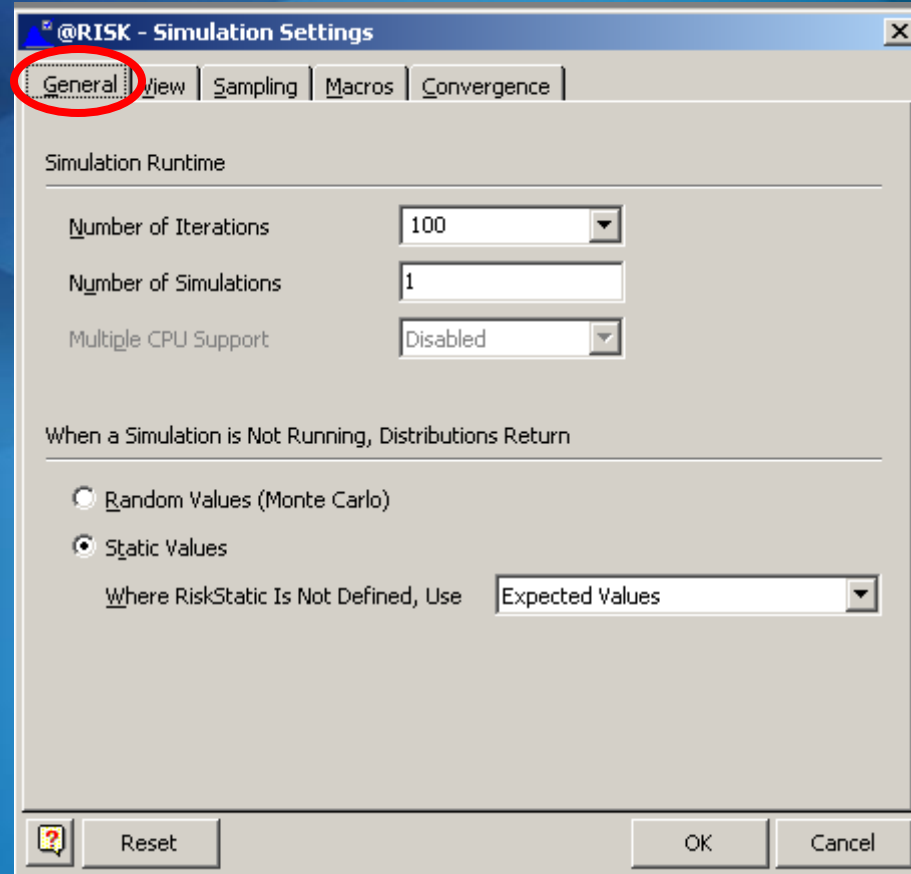 @RISK - Simulation Settings
General View Sampling Macros Convergence
Simulation Runtime
Number of Iterations 100
Number of Simulations 1
Multiple CPU Support Disabled
When a Simulation is Not Running, Distributions Return
Random Values (Monte Carlo)
Static Values
Where RiskStatic Is Not Defined, Use Expected Values
? Reset OK Cancel